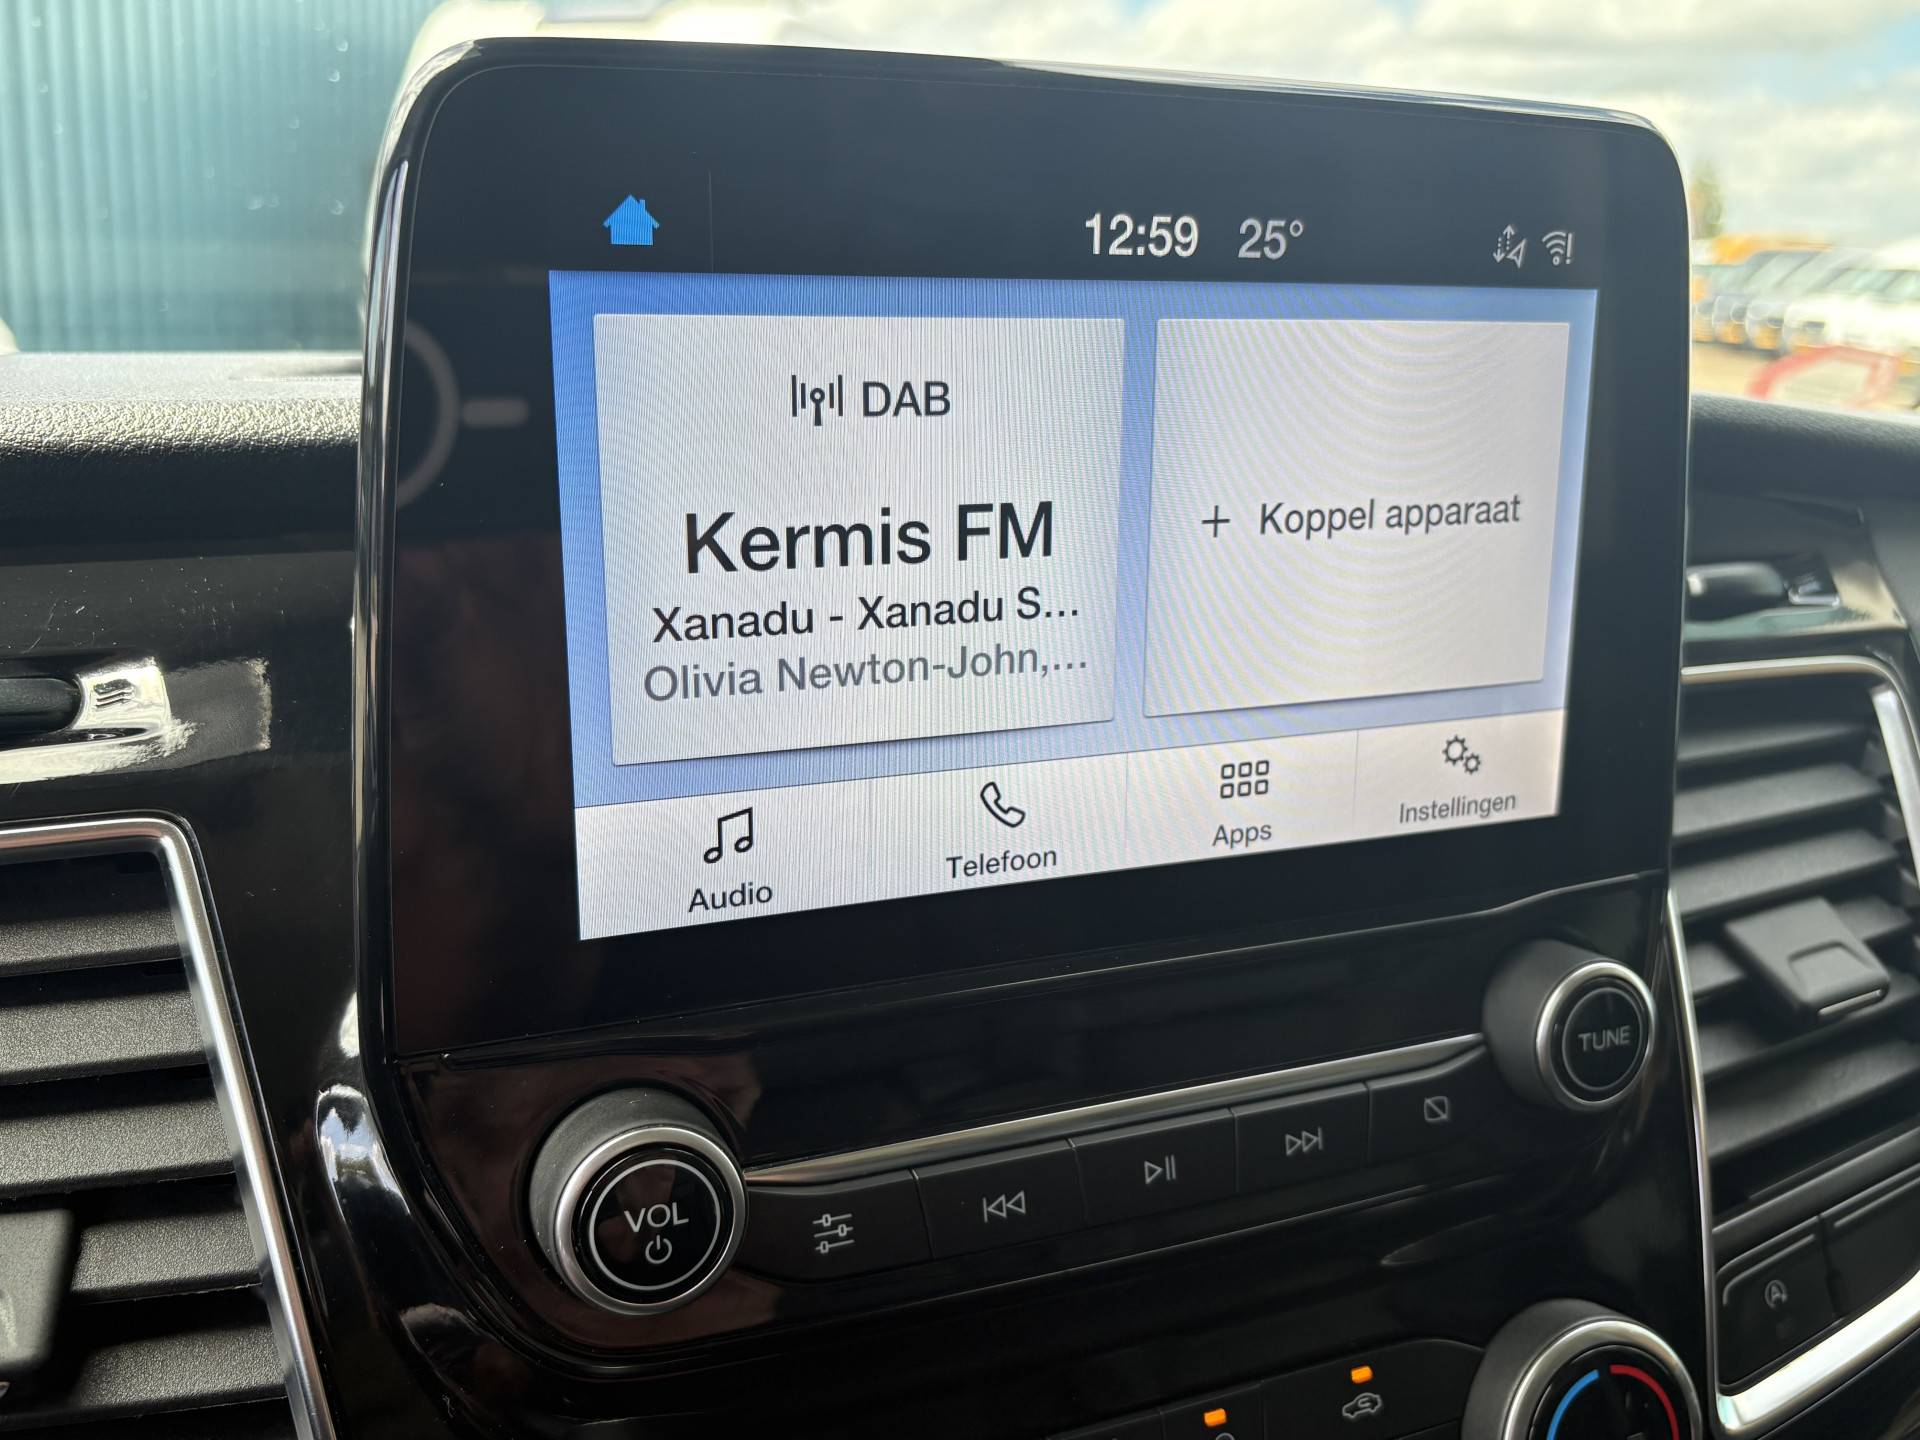 12:59 25°
DAB
Kermis FM
Xanadu - Xanadu S...
Olivia Newton-John,...
+ Koppel apparaat
Audio
Telefoon
Apps
Instellingen
TUNE
VOL
A